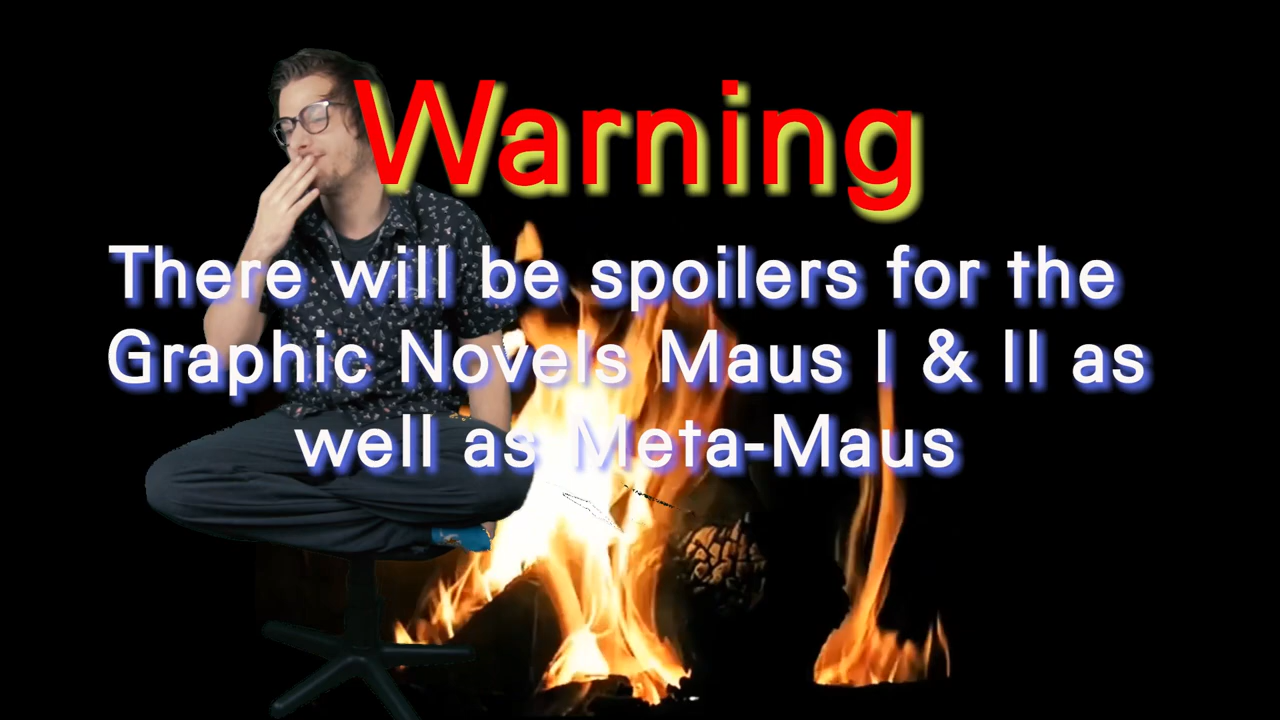 Warning
There will be spoilers for the
Graphic Novels Maus I & II as
well as Meta-Maus